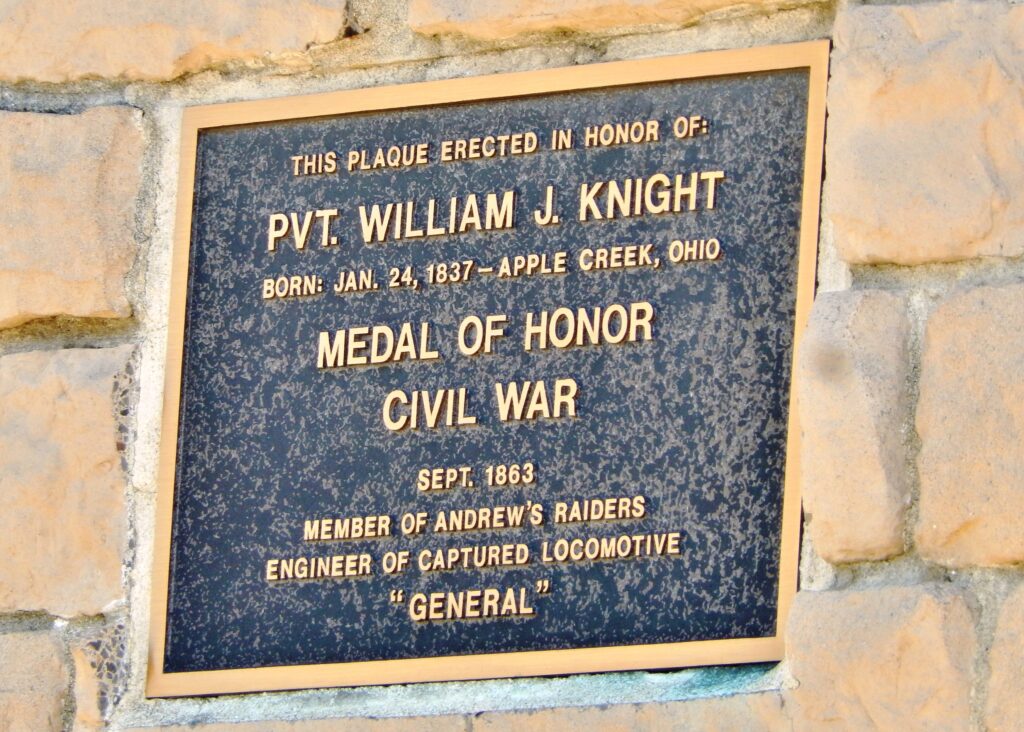 THIS PLAQUE ERECTED IN HONOR OF:
PVT. WILLIAM J. KNIGHT
BORN: JAN. 24, 1837 – APPLE CREEK, OHIO
MEDAL OF HONOR
CIVIL WAR
SEPT. 1863
MEMBER OF ANDREW'S RAIDERS
ENGINEER OF CAPTURED LOCOMOTIVE
"GENERAL"